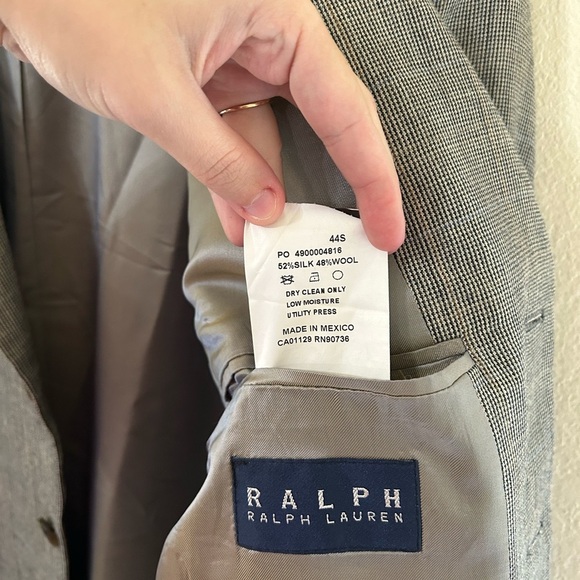 44S
PO 4900004816
52%SILK 48%WOOL
DRY CLEAN ONLY
LOW MOISTURE
UTILITY PRESS
MADE IN MEXICO
CA01129 RN90736
RALPH
RALPH LAUREN